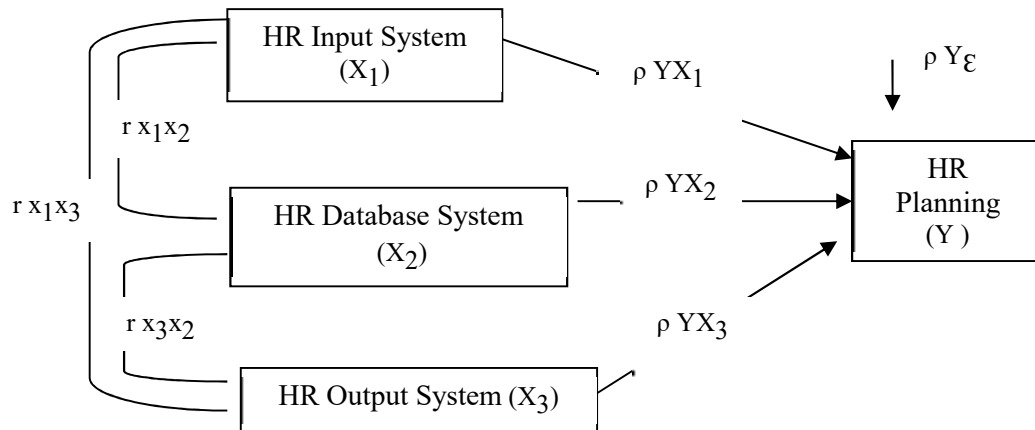 HR Input System
(X₁)
ρ YX₁
ρ Yε
r x₁x₂
HR
Planning
(Y )
r x₁x₃
HR Database System
(X₂)
ρ YX₂
r x₃x₂
ρ YX₃
HR Output System (X₃)